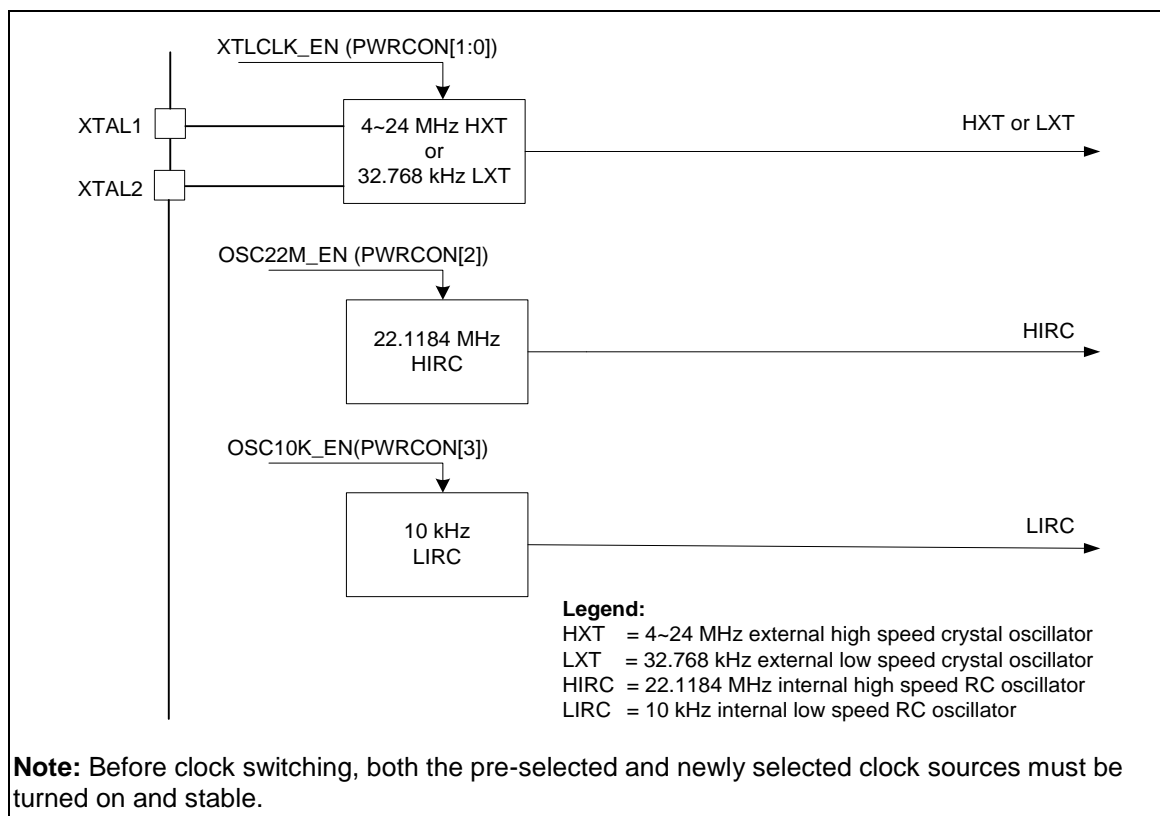 XTLCLK_EN (PWRCON[1:0])
XTAL1
4~24 MHz HXT
or
32.768 kHz LXT
HXT or LXT
XTAL2
OSC22M_EN (PWRCON[2])
22.1184 MHz
HIRC
HIRC
OSC10K_EN(PWRCON[3])
10 kHz
LIRC
LIRC
Legend:
HXT = 4~24 MHz external high speed crystal oscillator
LXT = 32.768 kHz external low speed crystal oscillator
HIRC = 22.1184 MHz internal high speed RC oscillator
LIRC = 10 kHz internal low speed RC oscillator
Note: Before clock switching, both the pre-selected and newly selected clock sources must be
turned on and stable.